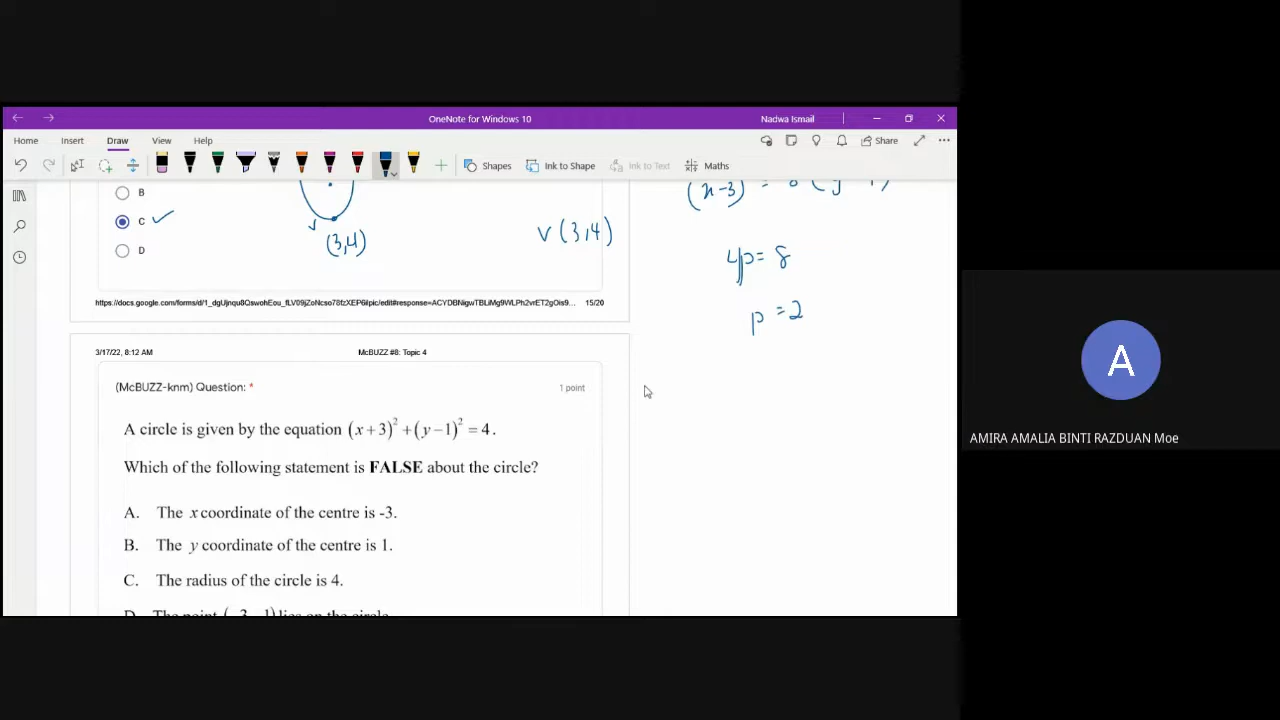 OneNote for Windows 10
Nadwa Ismail
Home Insert Draw View Help
Share
Shapes Ink to Shape Ink to Text Maths
B
C
D
v
(3,4)
v (3,4)
4p = 8
p = 2
15/20
3/17/22, 8:12 AM McBUZZ #8: Topic 4
(McBUZZ-knm) Question: * 1 point
A circle is given by the equation (x+3)² + (y−1)² = 4.
Which of the following statement is FALSE about the circle?
A. The x coordinate of the centre is -3.
B. The y coordinate of the centre is 1.
C. The radius of the circle is 4.
A
AMIRA AMALIA BINTI RAZDUAN Moe